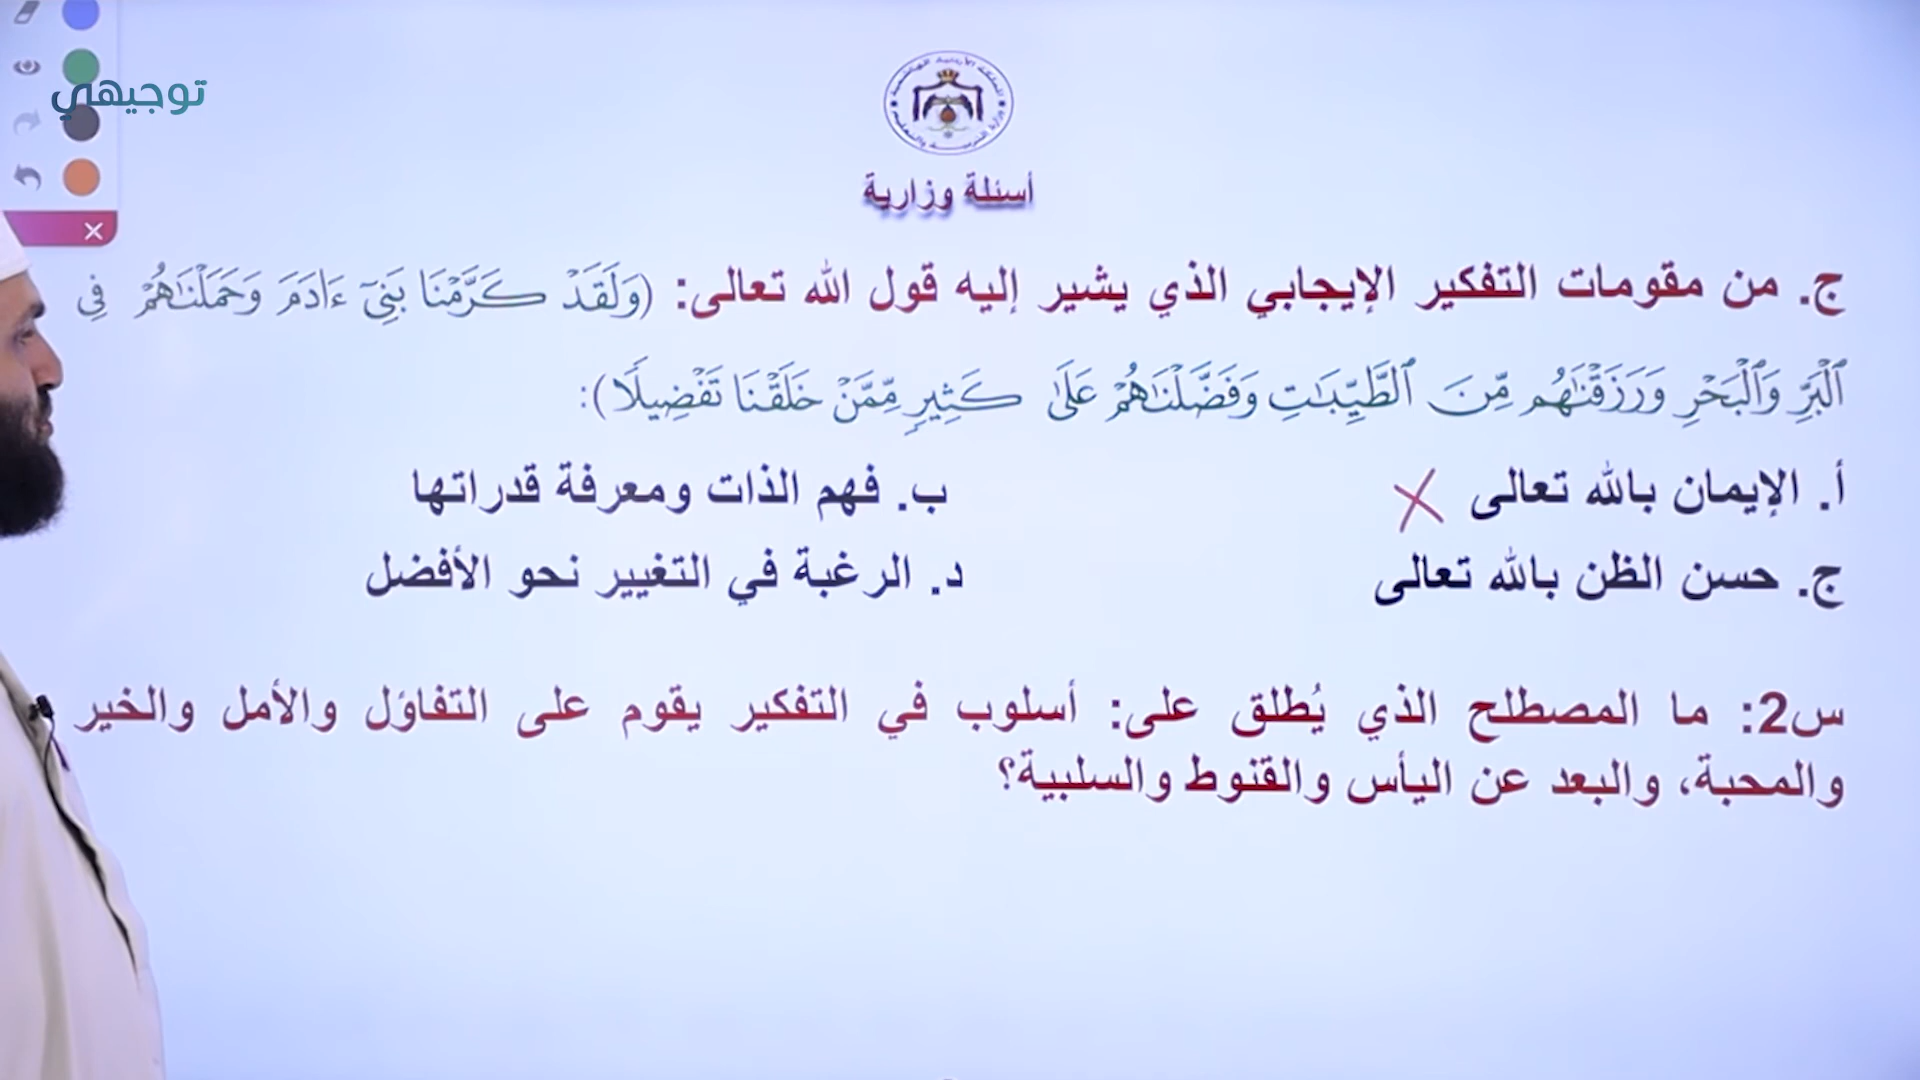 توجيهي
أسئلة وزارية
ج. من مقومات التفكير الإيجابي الذي يشير إليه قول الله تعالى: (وَلَقَدْ كَرَّمْنَا بَنِيٓ ءَادَمَ وَحَمَلْنَٰهُمْ فِي
ٱلْبَرِّ وَٱلْبَحْرِ وَرَزَقْنَٰهُم مِّنَ ٱلطَّيِّبَٰتِ وَفَضَّلْنَٰهُمْ عَلَىٰ كَثِيرٍ مِّمَّنْ خَلَقْنَا تَفْضِيلًا):
أ. الإيمان بالله تعالى
ب. فهم الذات ومعرفة قدراتها
ج. حسن الظن بالله تعالى
د. الرغبة في التغيير نحو الأفضل
س2: ما المصطلح الذي يُطلق على: أسلوب في التفكير يقوم على التفاؤل والأمل والخير
والمحبة، والبعد عن اليأس والقنوط والسلبية؟